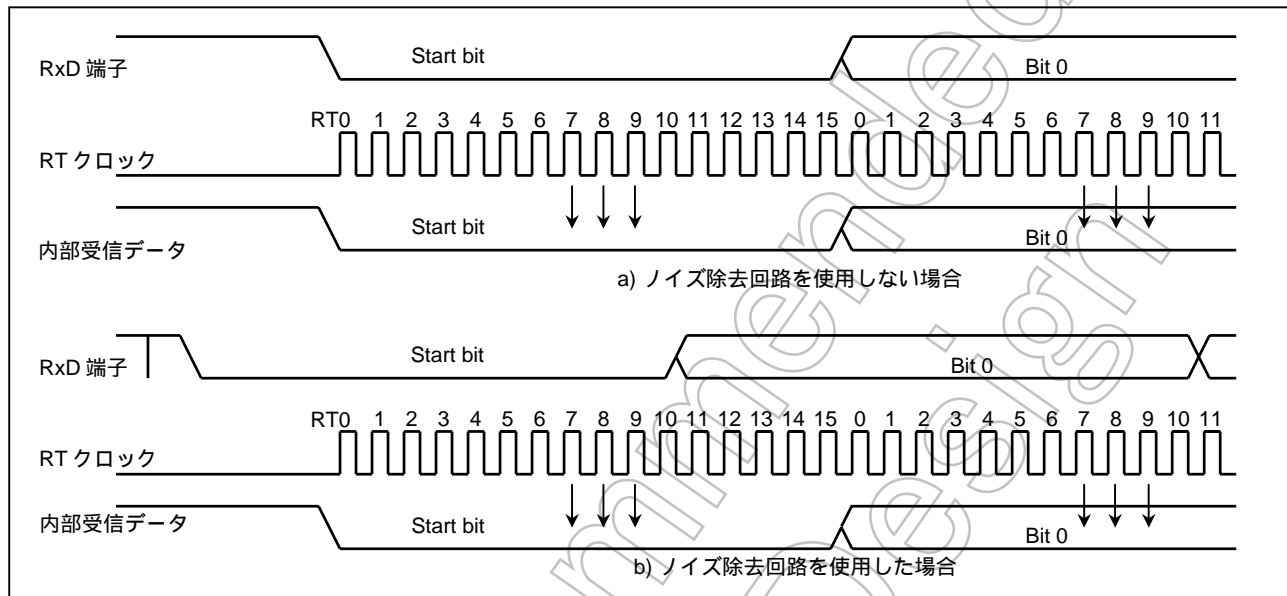 RxD 端子
Start bit
Bit 0
RT0 1 2 3 4 5 6 7 8 9 10 11 12 13 14 15 0 1 2 3 4 5 6 7 8 9 10 11
RT クロック
内部受信データ
Start bit
Bit 0
a) ノイズ除去回路を使用しない場合
RxD 端子
Start bit
Bit 0
RT0 1 2 3 4 5 6 7 8 9 10 11 12 13 14 15 0 1 2 3 4 5 6 7 8 9 10 11
RT クロック
内部受信データ
Start bit
Bit 0
b) ノイズ除去回路を使用した場合
mmended
Design